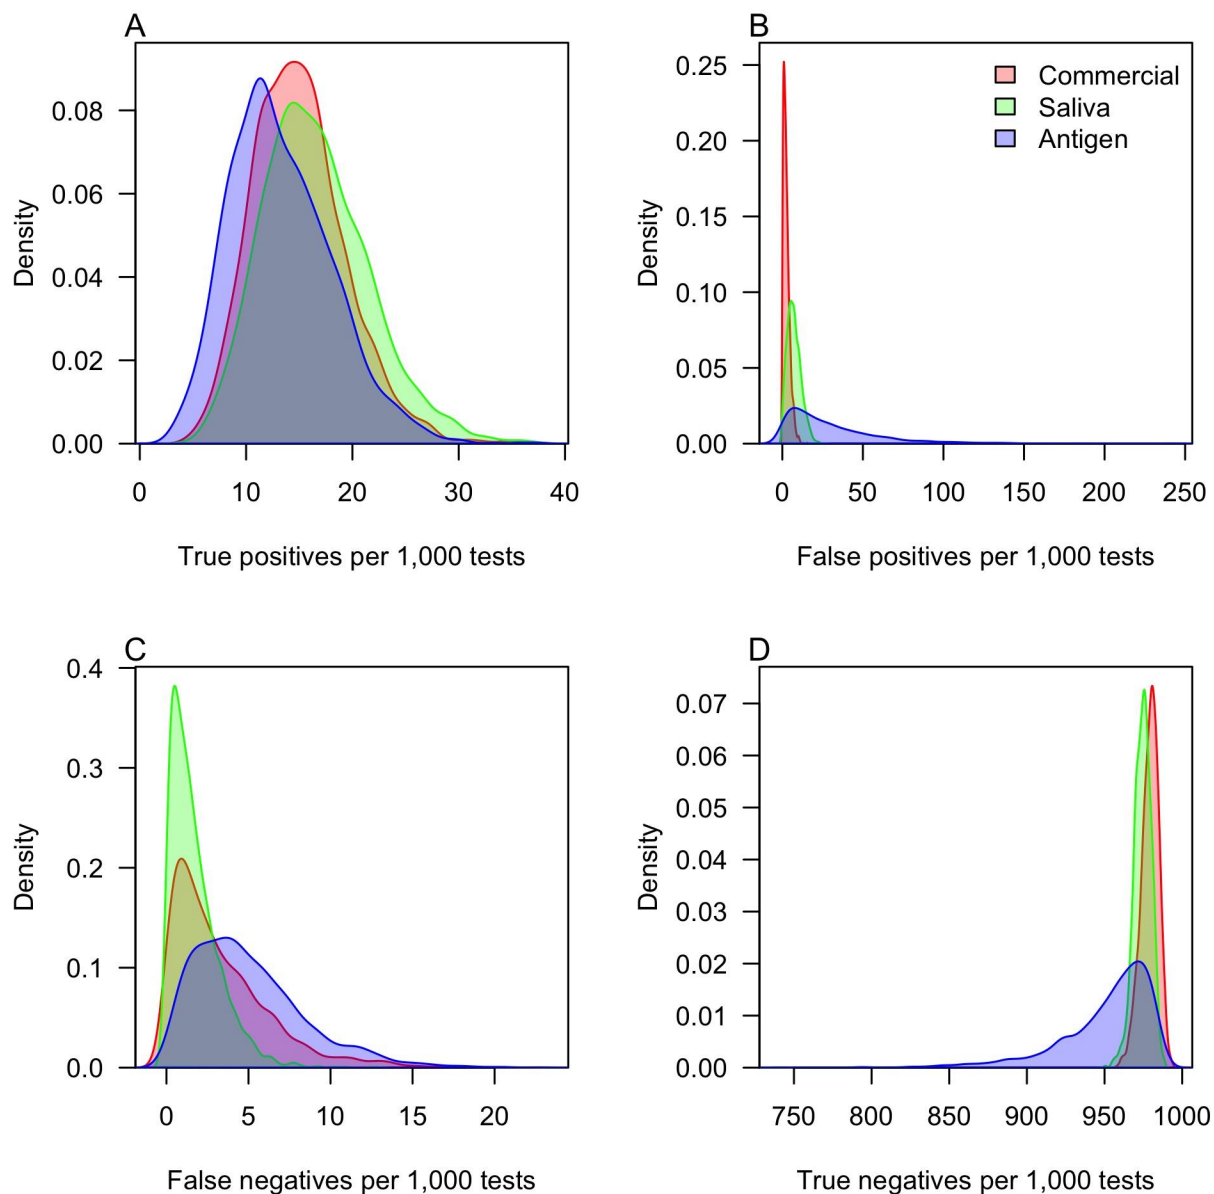 A
Density
0.08
0.06
0.04
0.02
0.00
0 10 20 30 40
True positives per 1,000 tests
B
Density
0.25
0.20
0.15
0.10
0.05
0.00
Commercial
Saliva
Antigen
0 50 100 150 200 250
False positives per 1,000 tests
C
Density
0.4
0.3
0.2
0.1
0.0
0 5 10 15 20
False negatives per 1,000 tests
D
Density
0.07
0.06
0.05
0.04
0.03
0.02
0.01
0.00
750 800 850 900 950 1000
True negatives per 1,000 tests